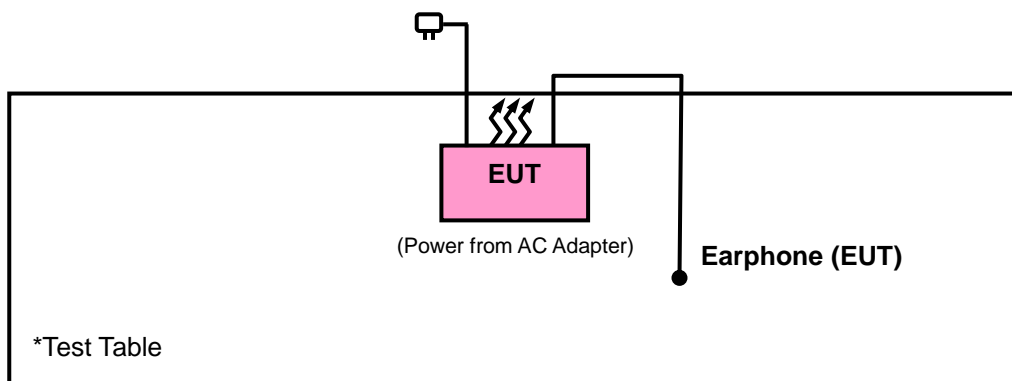 EUT
(Power from AC Adapter)
Earphone (EUT)
*Test Table